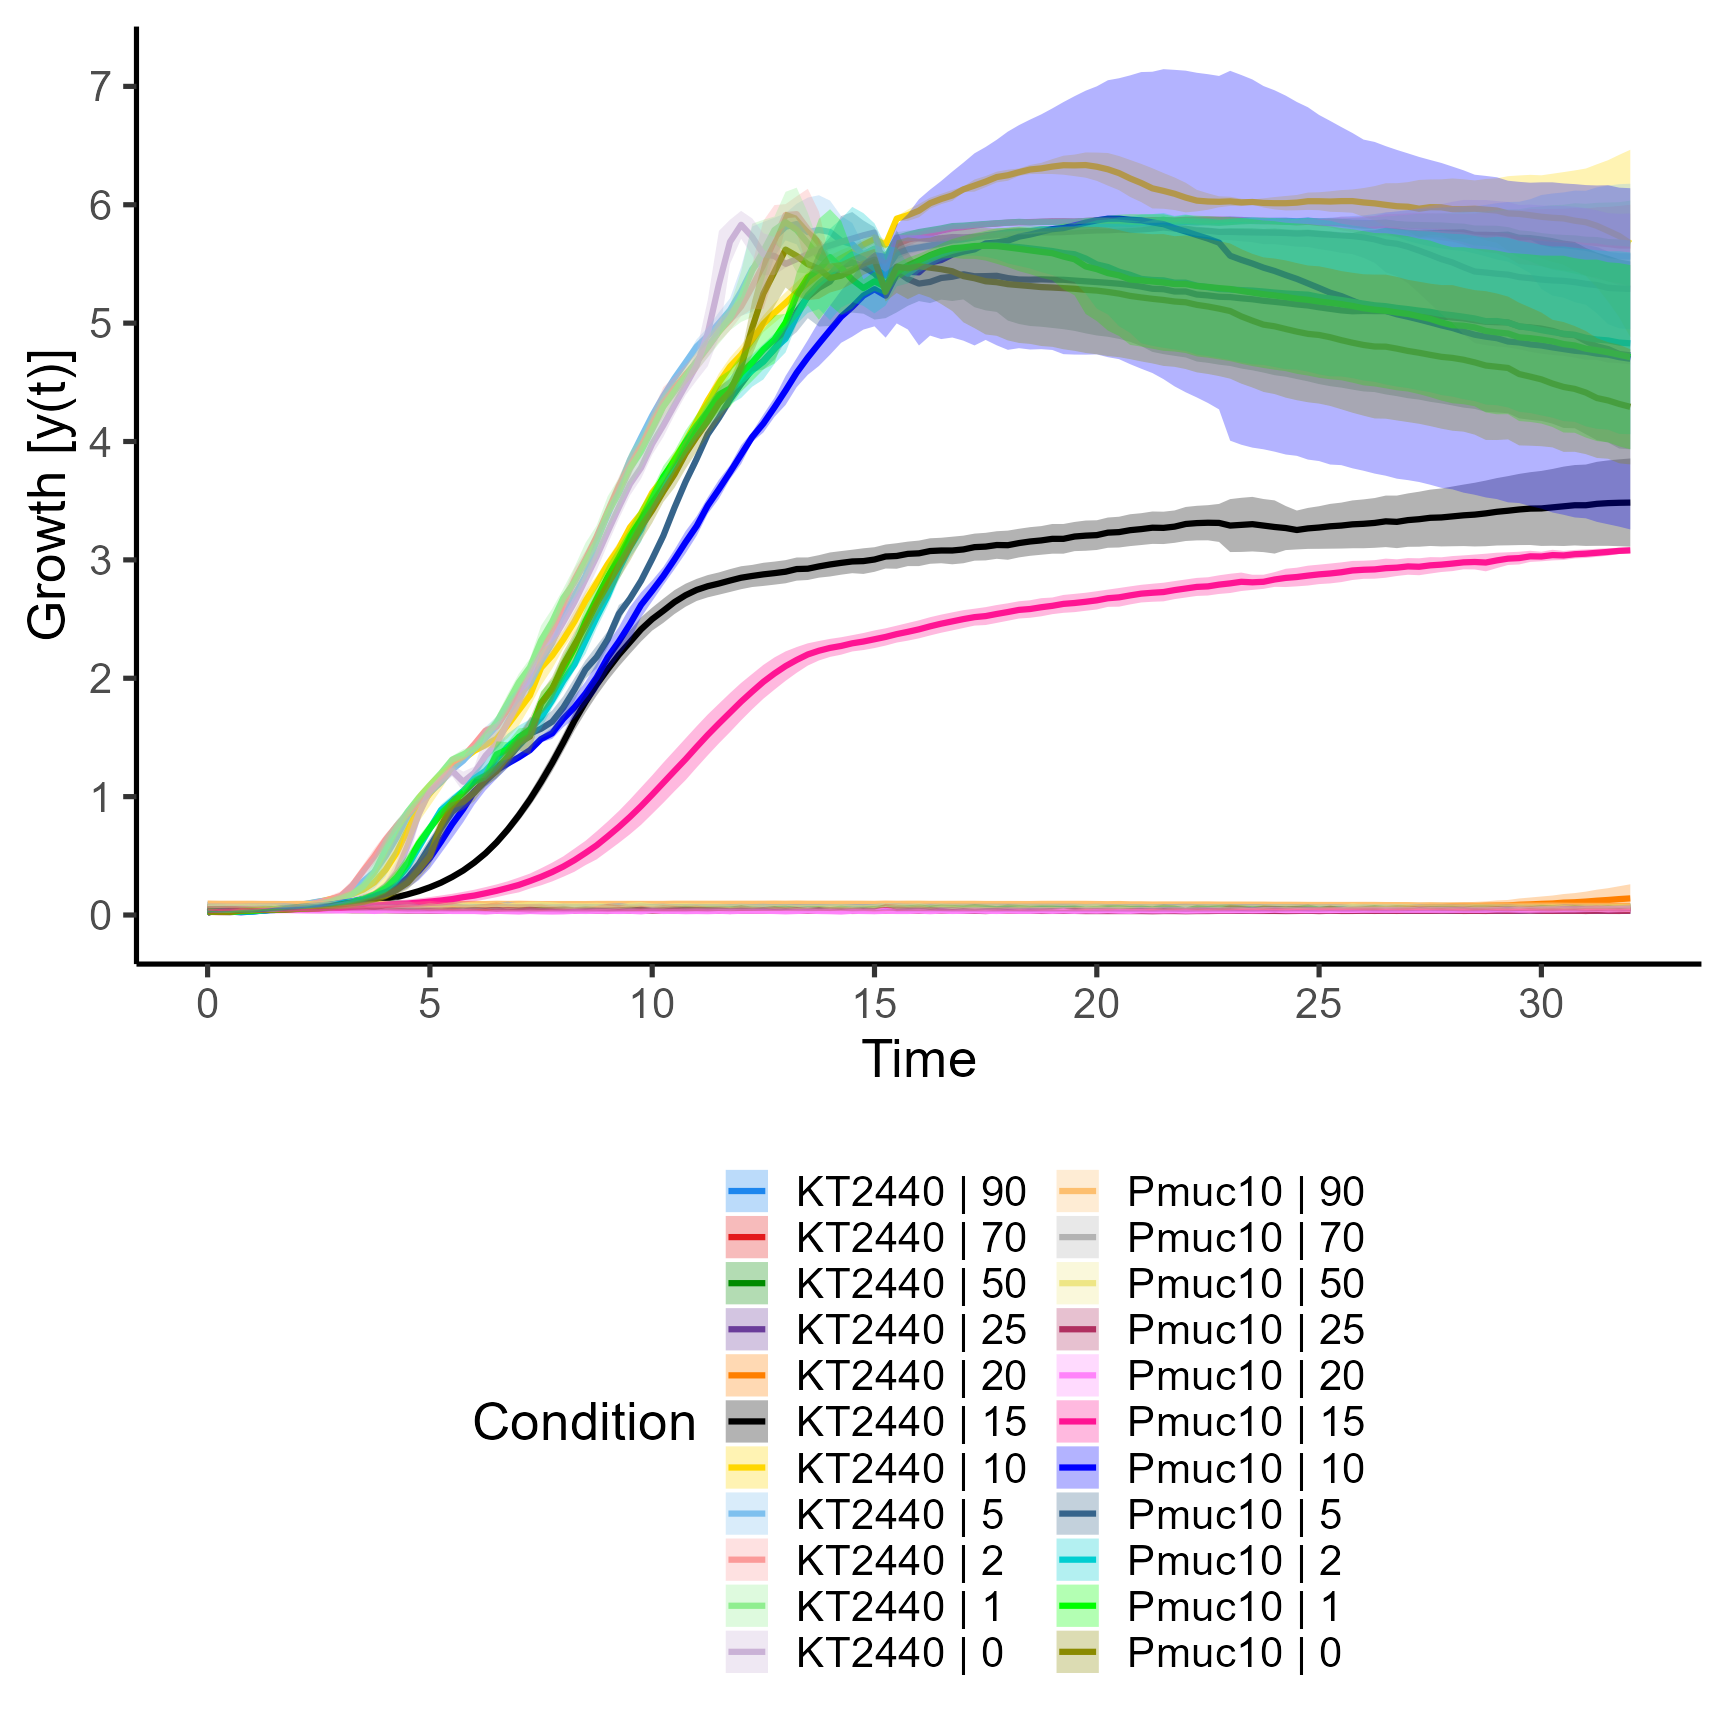 Growth [y(t)]
7
6
5
4
3
2
1
0
0 5 10 15 20 25 30
Time
Condition
KT2440 | 90 Pmuc10 | 90
KT2440 | 70 Pmuc10 | 70
KT2440 | 50 Pmuc10 | 50
KT2440 | 25 Pmuc10 | 25
KT2440 | 20 Pmuc10 | 20
KT2440 | 15 Pmuc10 | 15
KT2440 | 10 Pmuc10 | 10
KT2440 | 5 Pmuc10 | 5
KT2440 | 2 Pmuc10 | 2
KT2440 | 1 Pmuc10 | 1
KT2440 | 0 Pmuc10 | 0